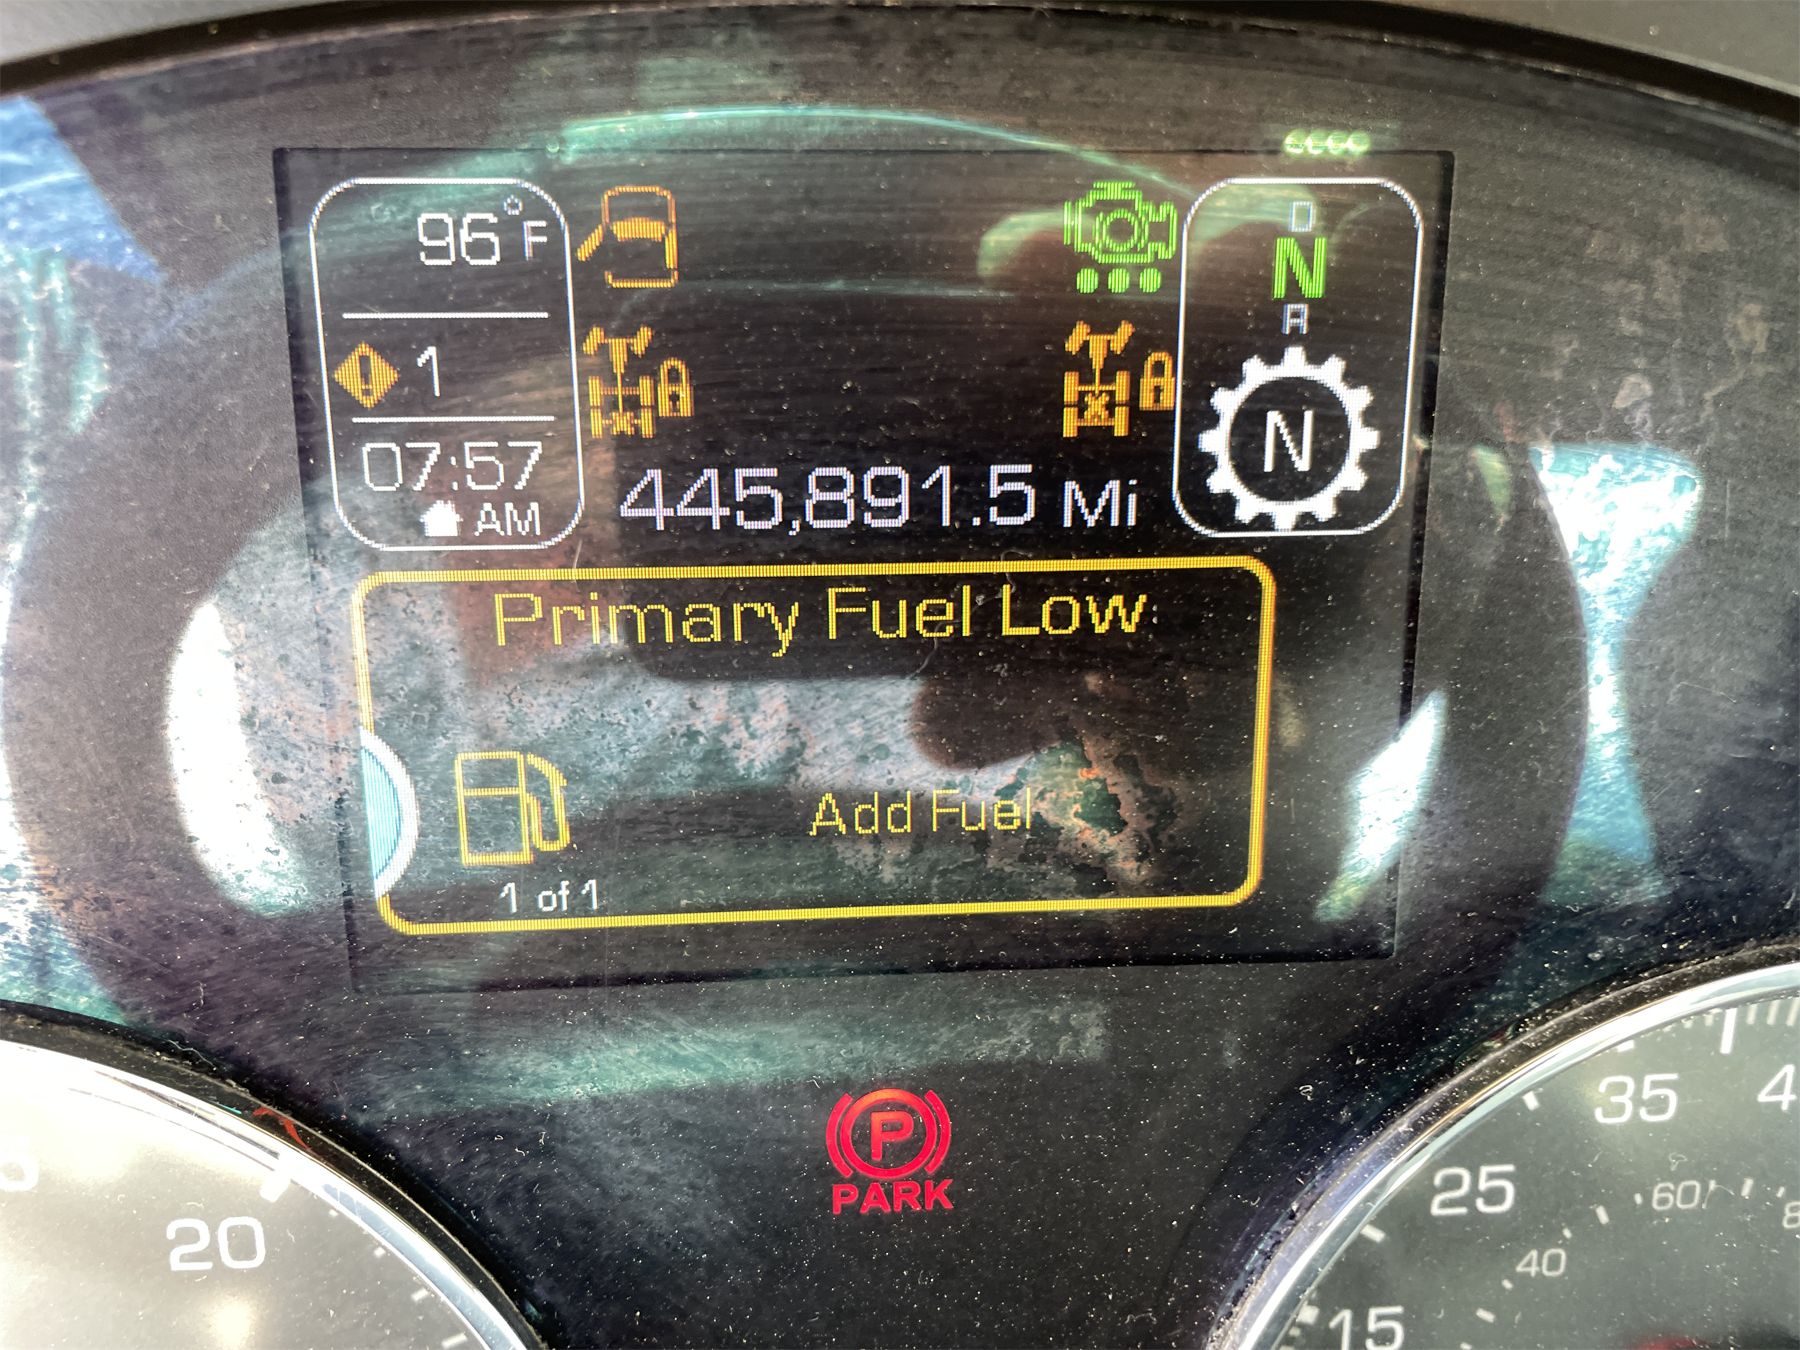 96°F
1
07:57
AM
D
N
R
N
445,891.5 Mi
Primary Fuel Low
Add Fuel
1 of 1
P
PARK
20
15
25
35
40
60